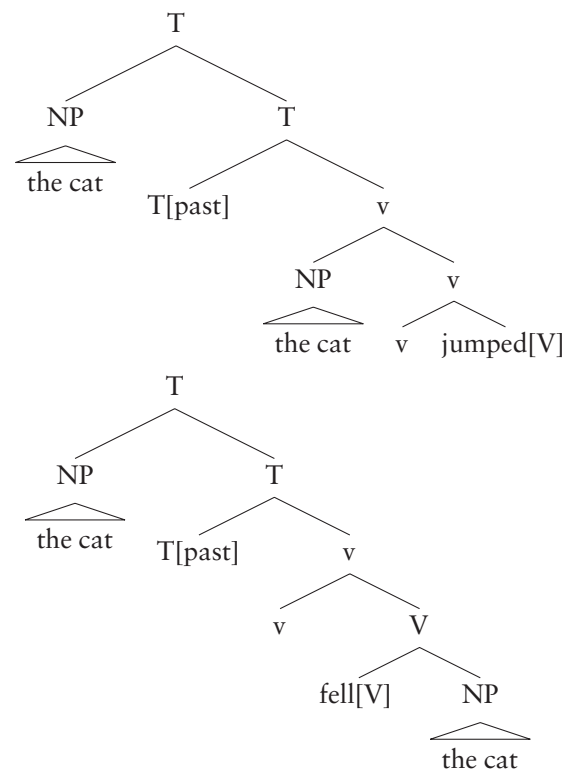 T
NP T
the cat
T[past] v
NP v
the cat v jumped[V]
T
NP T
the cat T[past] v
v V
fell[V] NP
the cat